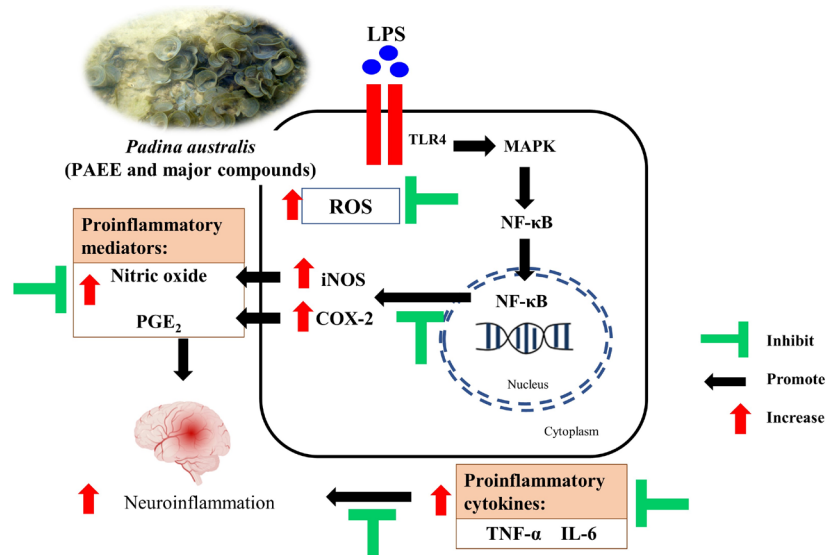 LPS
Padina australis
(PAEE and major compounds)
TLR4
MAPK
ROS
NF-κB
Proinflammatory
mediators:
Nitric oxide
PGE₂
iNOS
COX-2
NF-κB
Nucleus
Cytoplasm
Inhibit
Promote
Increase
Neuroinflammation
Proinflammatory
cytokines:
TNF-α IL-6